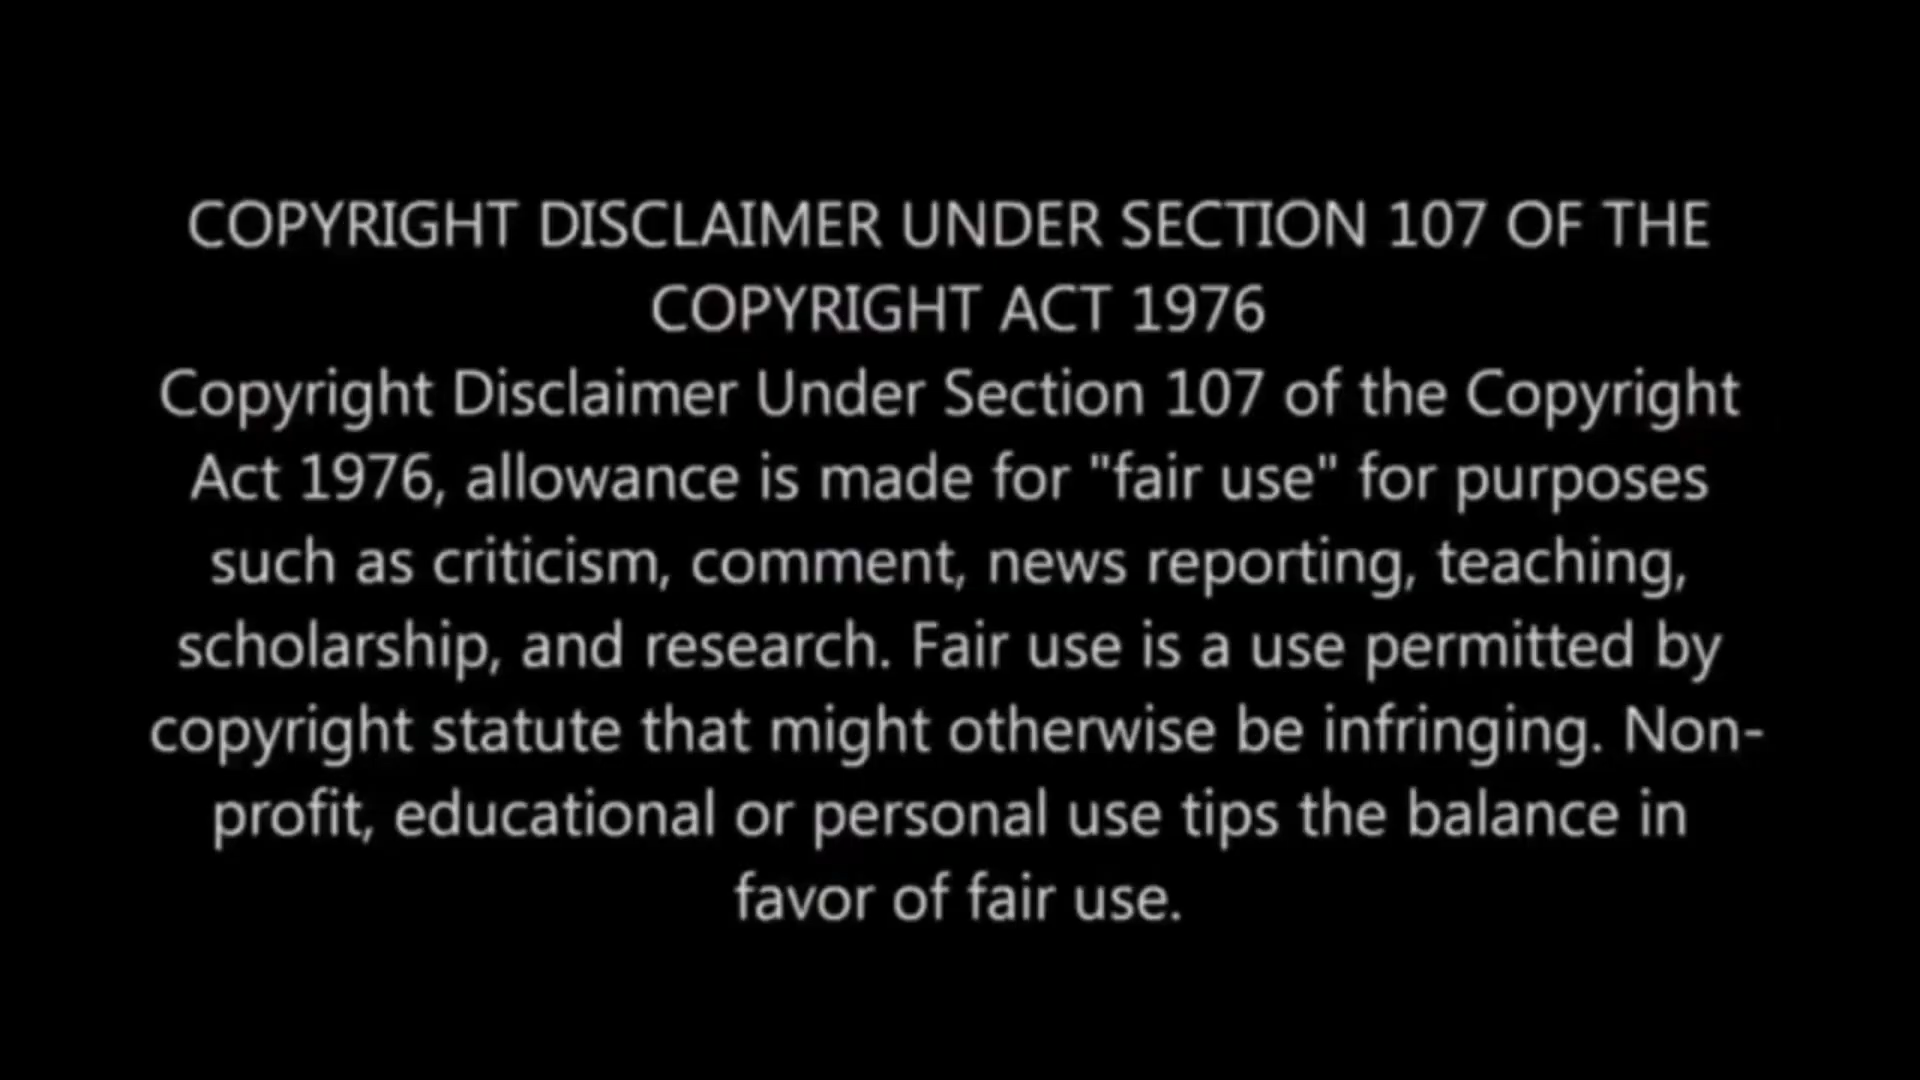 COPYRIGHT DISCLAIMER UNDER SECTION 107 OF THE
COPYRIGHT ACT 1976
Copyright Disclaimer Under Section 107 of the Copyright
Act 1976, allowance is made for "fair use" for purposes
such as criticism, comment, news reporting, teaching,
scholarship, and research. Fair use is a use permitted by
copyright statute that might otherwise be infringing. Non-
profit, educational or personal use tips the balance in
favor of fair use.